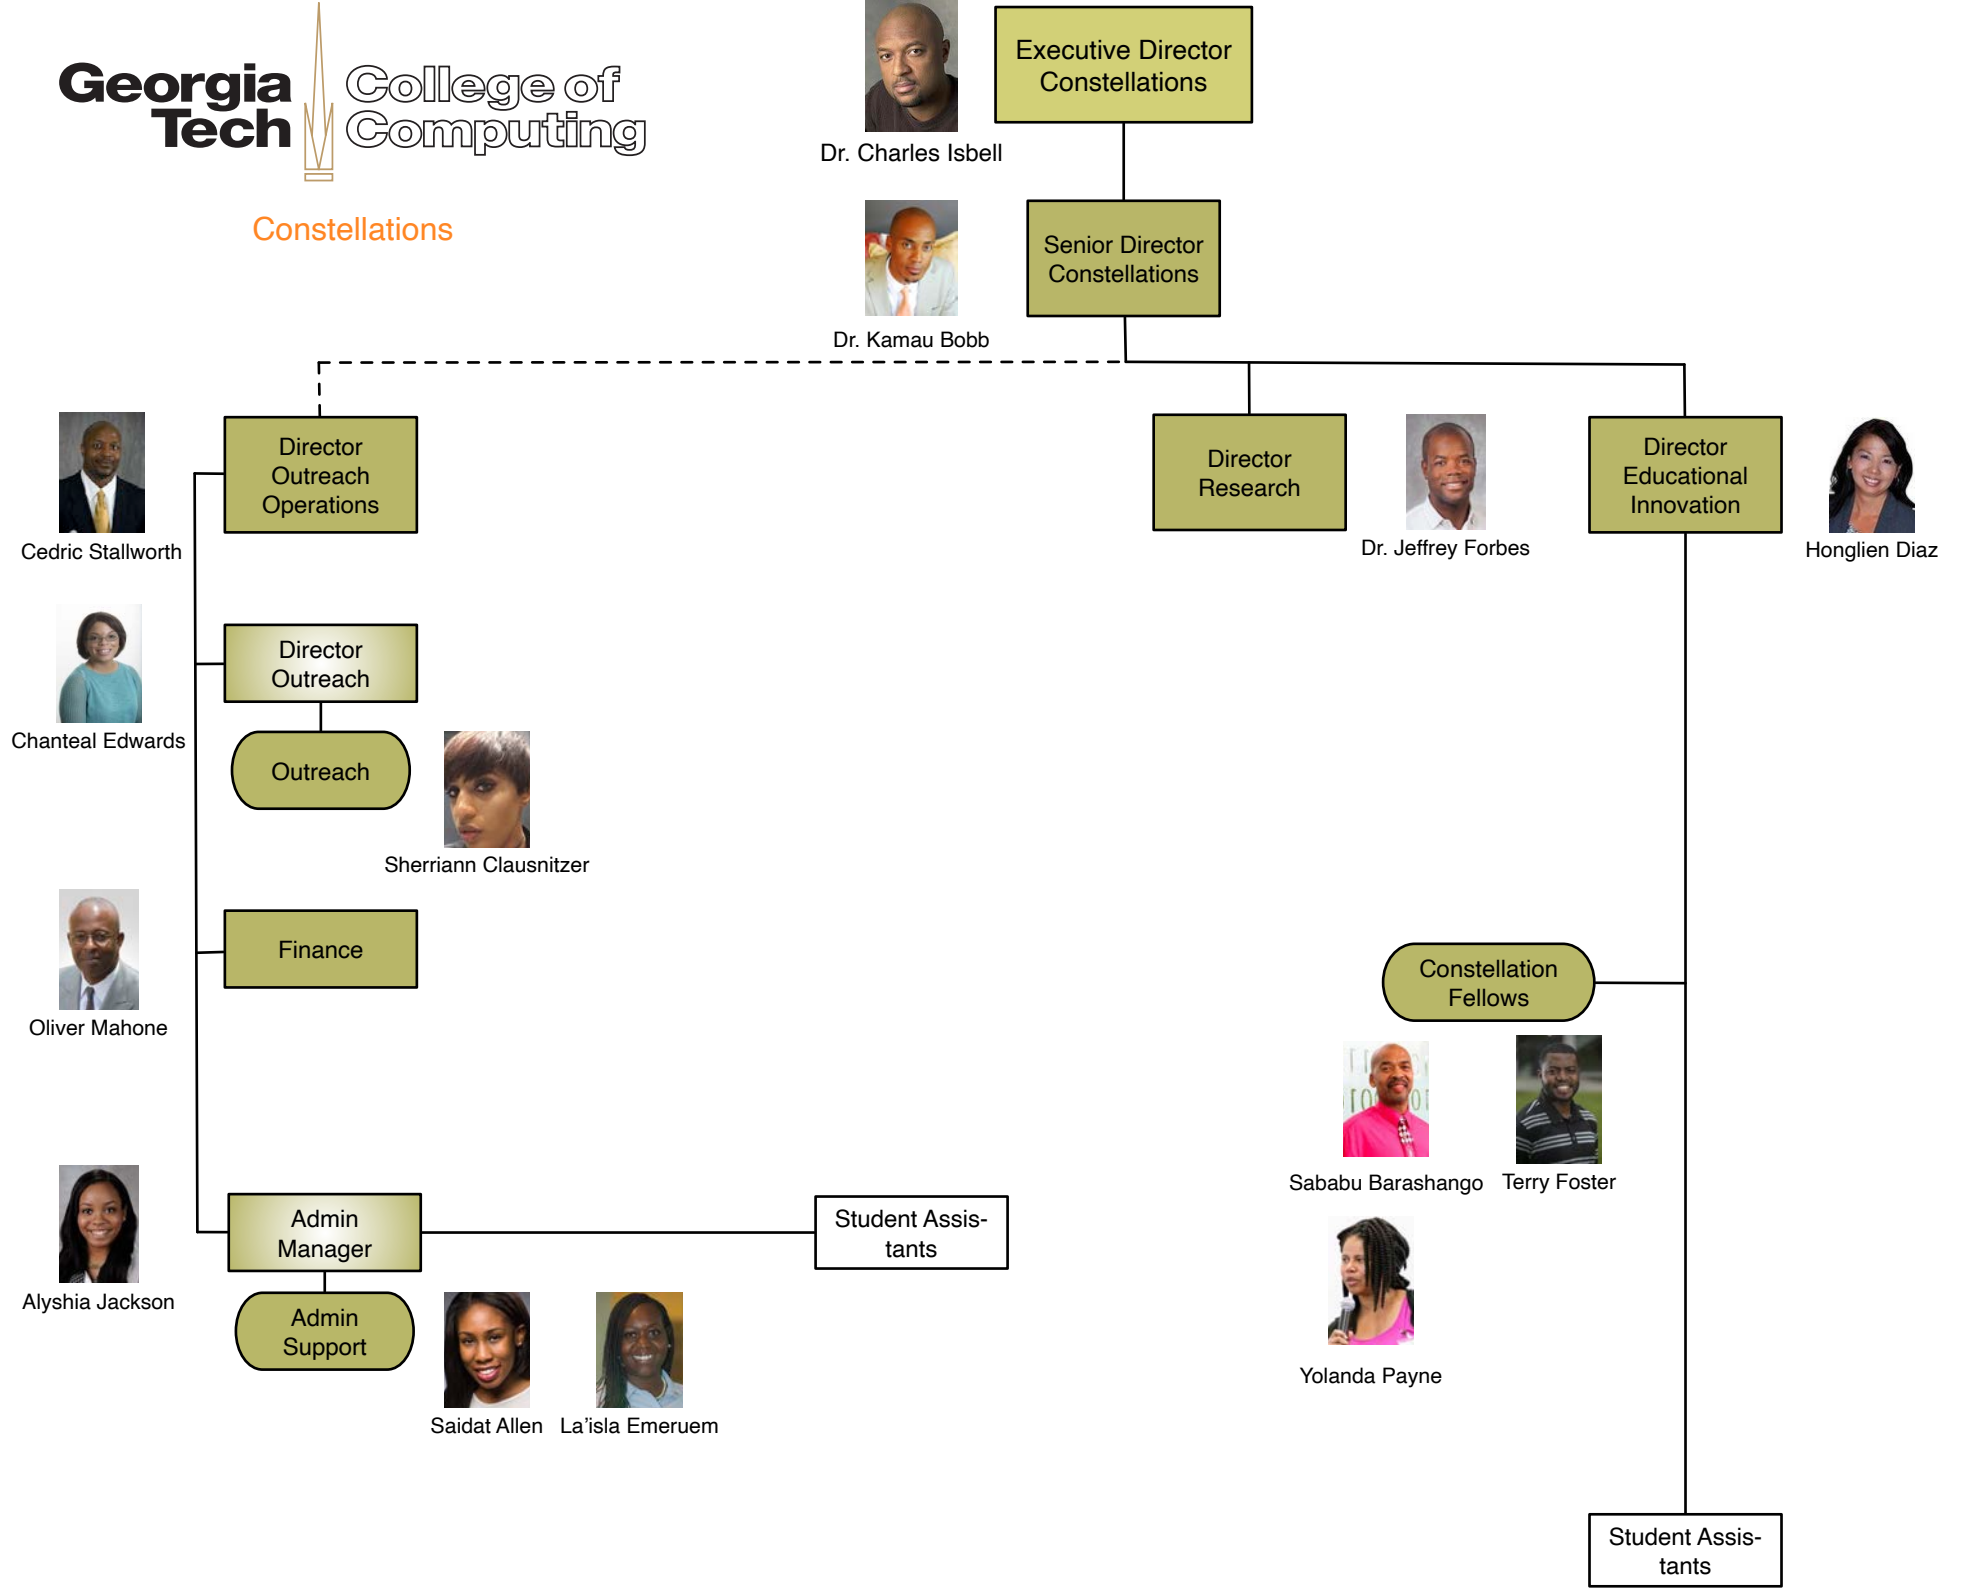 Georgia
Tech
College of
Computing
Constellations
Executive Director
Constellations
Dr. Charles Isbell
Senior Director
Constellations
Dr. Kamau Bobb
Director
Outreach
Operations
Cedric Stallworth
Director
Research
Dr. Jeffrey Forbes
Director
Educational
Innovation
Honglien Diaz
Director
Outreach
Chanteal Edwards
Outreach
Sherriann Clausnitzer
Finance
Oliver Mahone
Constellation
Fellows
Sababu Barashango
Terry Foster
Yolanda Payne
Admin
Manager
Alyshia Jackson
Student Assis-
tants
Admin
Support
Saidat Allen
La’isla Emeruem
Student Assis-
tants